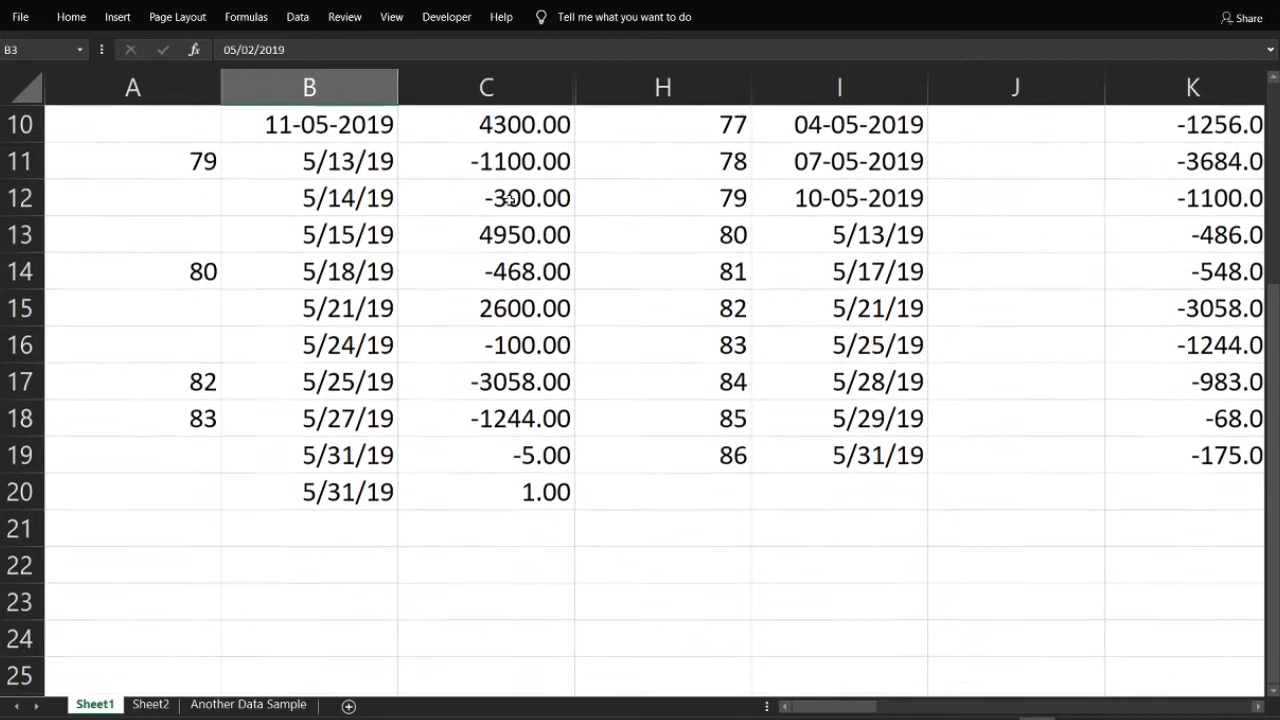 File Home Insert Page Layout Formulas Data Review View Developer Help Tell me what you want to do Share
B3 fx 05/02/2019
A B C H I J K
10 11-05-2019 4300.00 77 04-05-2019 -1256.0
11 79 5/13/19 -1100.00 78 07-05-2019 -3684.0
12 5/14/19 -300.00 79 10-05-2019 -1100.0
13 5/15/19 4950.00 80 5/13/19 -486.0
14 80 5/18/19 -468.00 81 5/17/19 -548.0
15 5/21/19 2600.00 82 5/21/19 -3058.0
16 5/24/19 -100.00 83 5/25/19 -1244.0
17 82 5/25/19 -3058.00 84 5/28/19 -983.0
18 83 5/27/19 -1244.00 85 5/29/19 -68.0
19 5/31/19 -5.00 86 5/31/19 -175.0
20 5/31/19 1.00
21
22
23
24
25
Sheet1 Sheet2 Another Data Sample